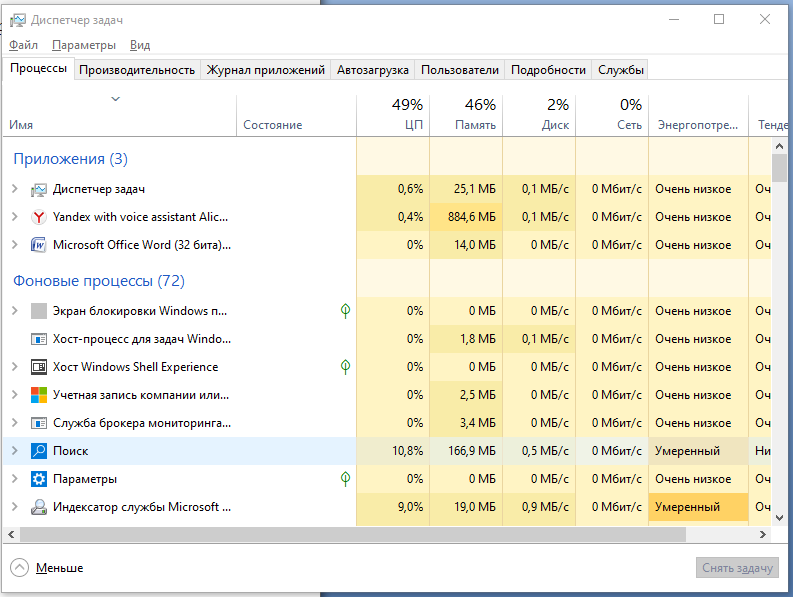 Диспетчер задач
Файл Параметры Вид
Процессы Производительность Журнал приложений Автозагрузка Пользователи Подробности Службы
49% 46% 2% 0%
Имя Состояние ЦП Память Диск Сеть Энергопотре... Тенде
Приложения (3)
Диспетчер задач 0,6% 25,1 МБ 0,1 МБ/с 0 Мбит/с Очень низкое Оч
Yandex with voice assistant Alic... 0,4% 884,6 МБ 0,1 МБ/с 0 Мбит/с Очень низкое Оч
Microsoft Office Word (32 бита)... 0% 14,0 МБ 0 МБ/с 0 Мбит/с Очень низкое Оч
Фоновые процессы (72)
Экран блокировки Windows п... 0% 0 МБ 0 МБ/с 0 Мбит/с Очень низкое Оч
Хост-процесс для задач Windo... 0% 1,8 МБ 0,1 МБ/с 0 Мбит/с Очень низкое Оч
Хост Windows Shell Experience 0% 0 МБ 0 МБ/с 0 Мбит/с Очень низкое Оч
Учетная запись компании или... 0% 2,5 МБ 0 МБ/с 0 Мбит/с Очень низкое Оч
Служба брокера мониторинга... 0% 3,4 МБ 0 МБ/с 0 Мбит/с Очень низкое Оч
Поиск 10,8% 166,9 МБ 0,5 МБ/с 0 Мбит/с Умеренный Ни
Параметры 0% 0 МБ 0 МБ/с 0 Мбит/с Очень низкое Оч
Индексатор службы Microsoft ... 9,0% 19,0 МБ 0,9 МБ/с 0 Мбит/с Умеренный Оч
Меньше Снять задачу